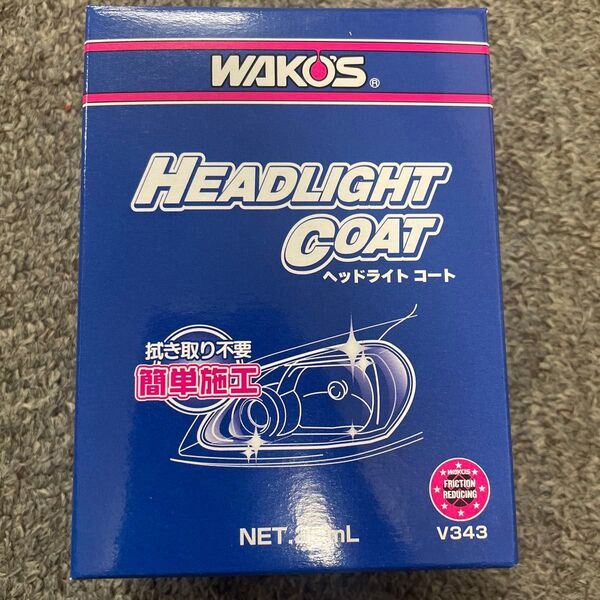 WAKO'S®
HEADLIGHT
COAT
ヘッドライト コート
拭き取り不要
簡単施工
WAKO'S
FRICTION
REDUCING
V343